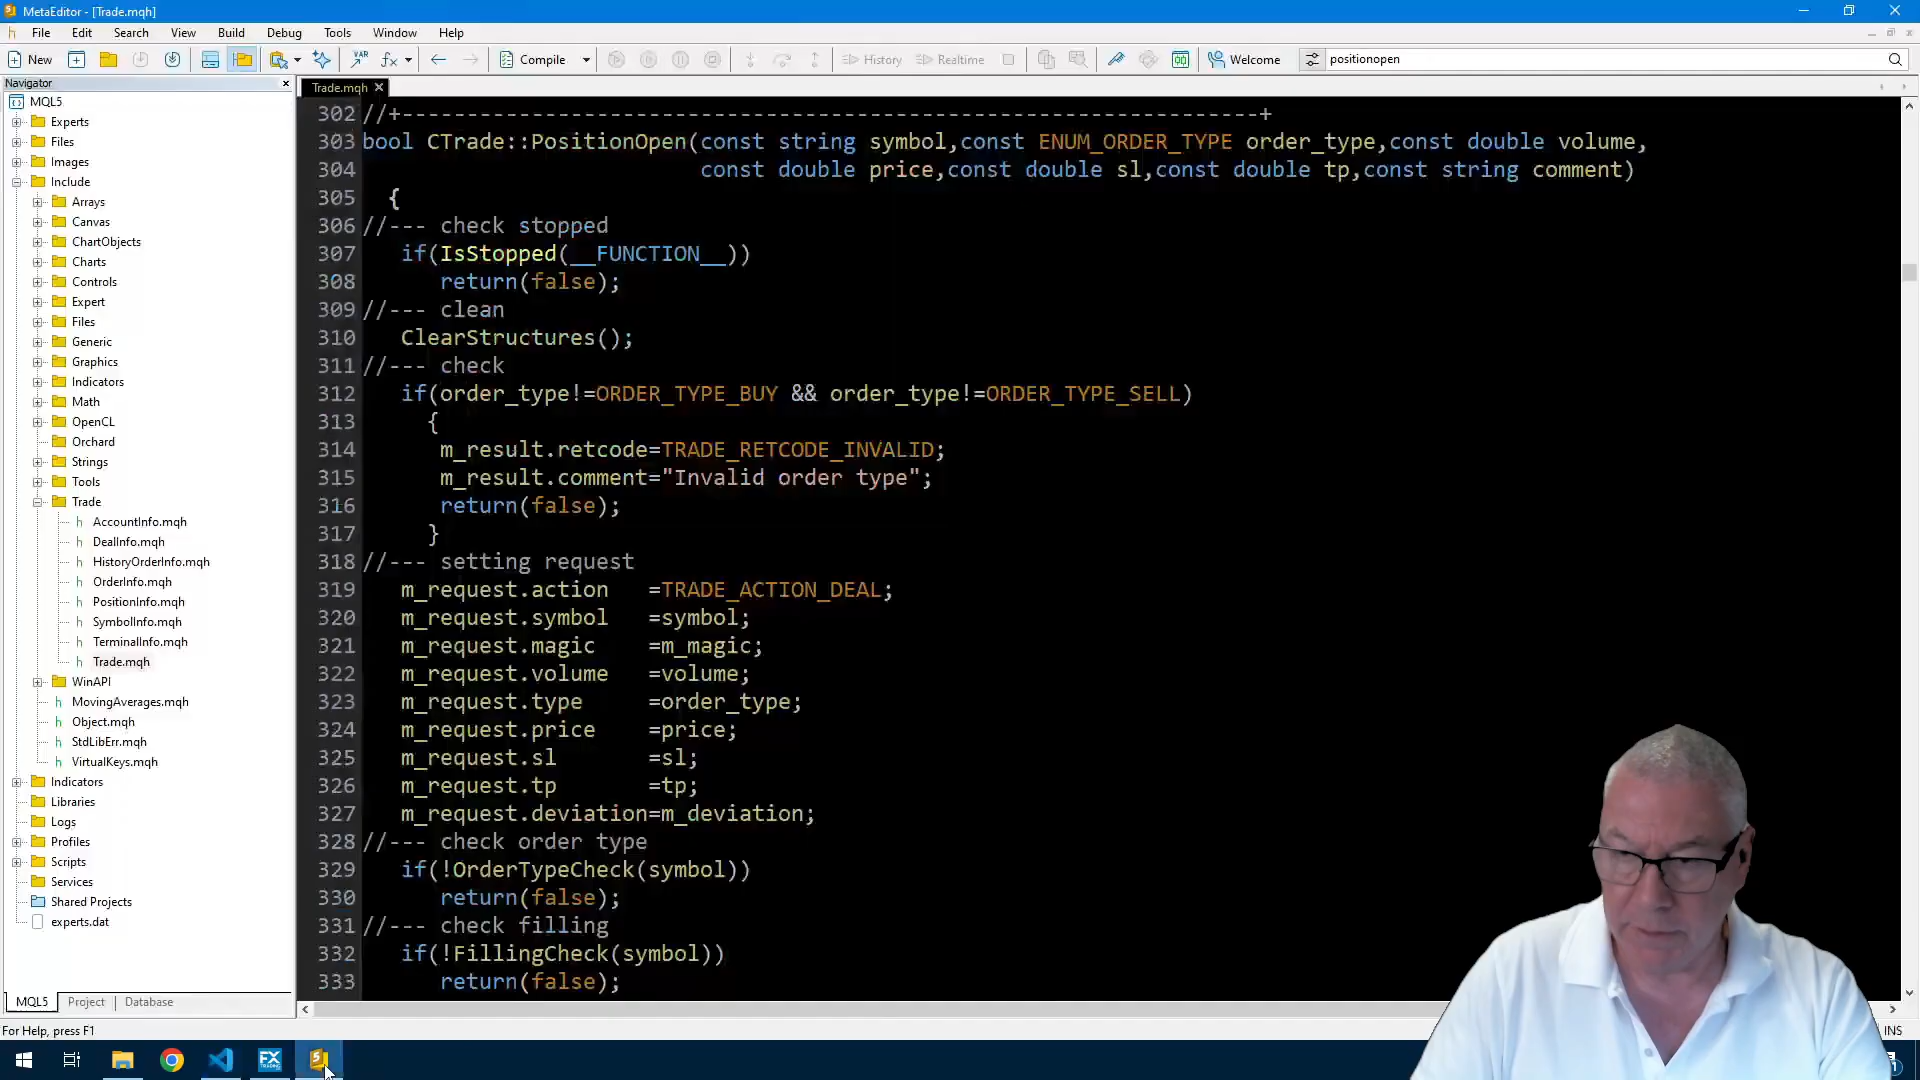 MetaEditor - [Trade.mqh]
File Edit Search View Build Debug Tools Window Help
New Compile History Realtime Welcome positionopen
Navigator
MQL5
Experts
Files
Images
Include
Arrays
Canvas
ChartObjects
Charts
Controls
Expert
Files
Generic
Graphics
Indicators
Math
OpenCL
Orchard
Strings
Tools
Trade
AccountInfo.mqh
DealInfo.mqh
HistoryOrderInfo.mqh
OrderInfo.mqh
PositionInfo.mqh
SymbolInfo.mqh
TerminalInfo.mqh
Trade.mqh
WinAPI
MovingAverages.mqh
Object.mqh
StdLibErr.mqh
VirtualKeys.mqh
Indicators
Libraries
Logs
Profiles
Scripts
Services
Shared Projects
experts.dat
MQL5 Project Database
Trade.mqh
302 //+------------------------------------------------------------------+
303 bool CTrade::PositionOpen(const string symbol,const ENUM_ORDER_TYPE order_type,const double volume,
304 const double price,const double sl,const double tp,const string comment)
305 {
306 //--- check stopped
307 if(IsStopped(__FUNCTION__))
308 return(false);
309 //--- clean
310 ClearStructures();
311 //--- check
312 if(order_type!=ORDER_TYPE_BUY && order_type!=ORDER_TYPE_SELL)
313 {
314 m_result.retcode=TRADE_RETCODE_INVALID;
315 m_result.comment="Invalid order type";
316 return(false);
317 }
318 //--- setting request
319 m_request.action =TRADE_ACTION_DEAL;
320 m_request.symbol =symbol;
321 m_request.magic =m_magic;
322 m_request.volume =volume;
323 m_request.type =order_type;
324 m_request.price =price;
325 m_request.sl =sl;
326 m_request.tp =tp;
327 m_request.deviation=m_deviation;
328 //--- check order type
329 if(!OrderTypeCheck(symbol))
330 return(false);
331 //--- check filling
332 if(!FillingCheck(symbol))
333 return(false);
For Help, press F1
INS
FX
TRADING
5